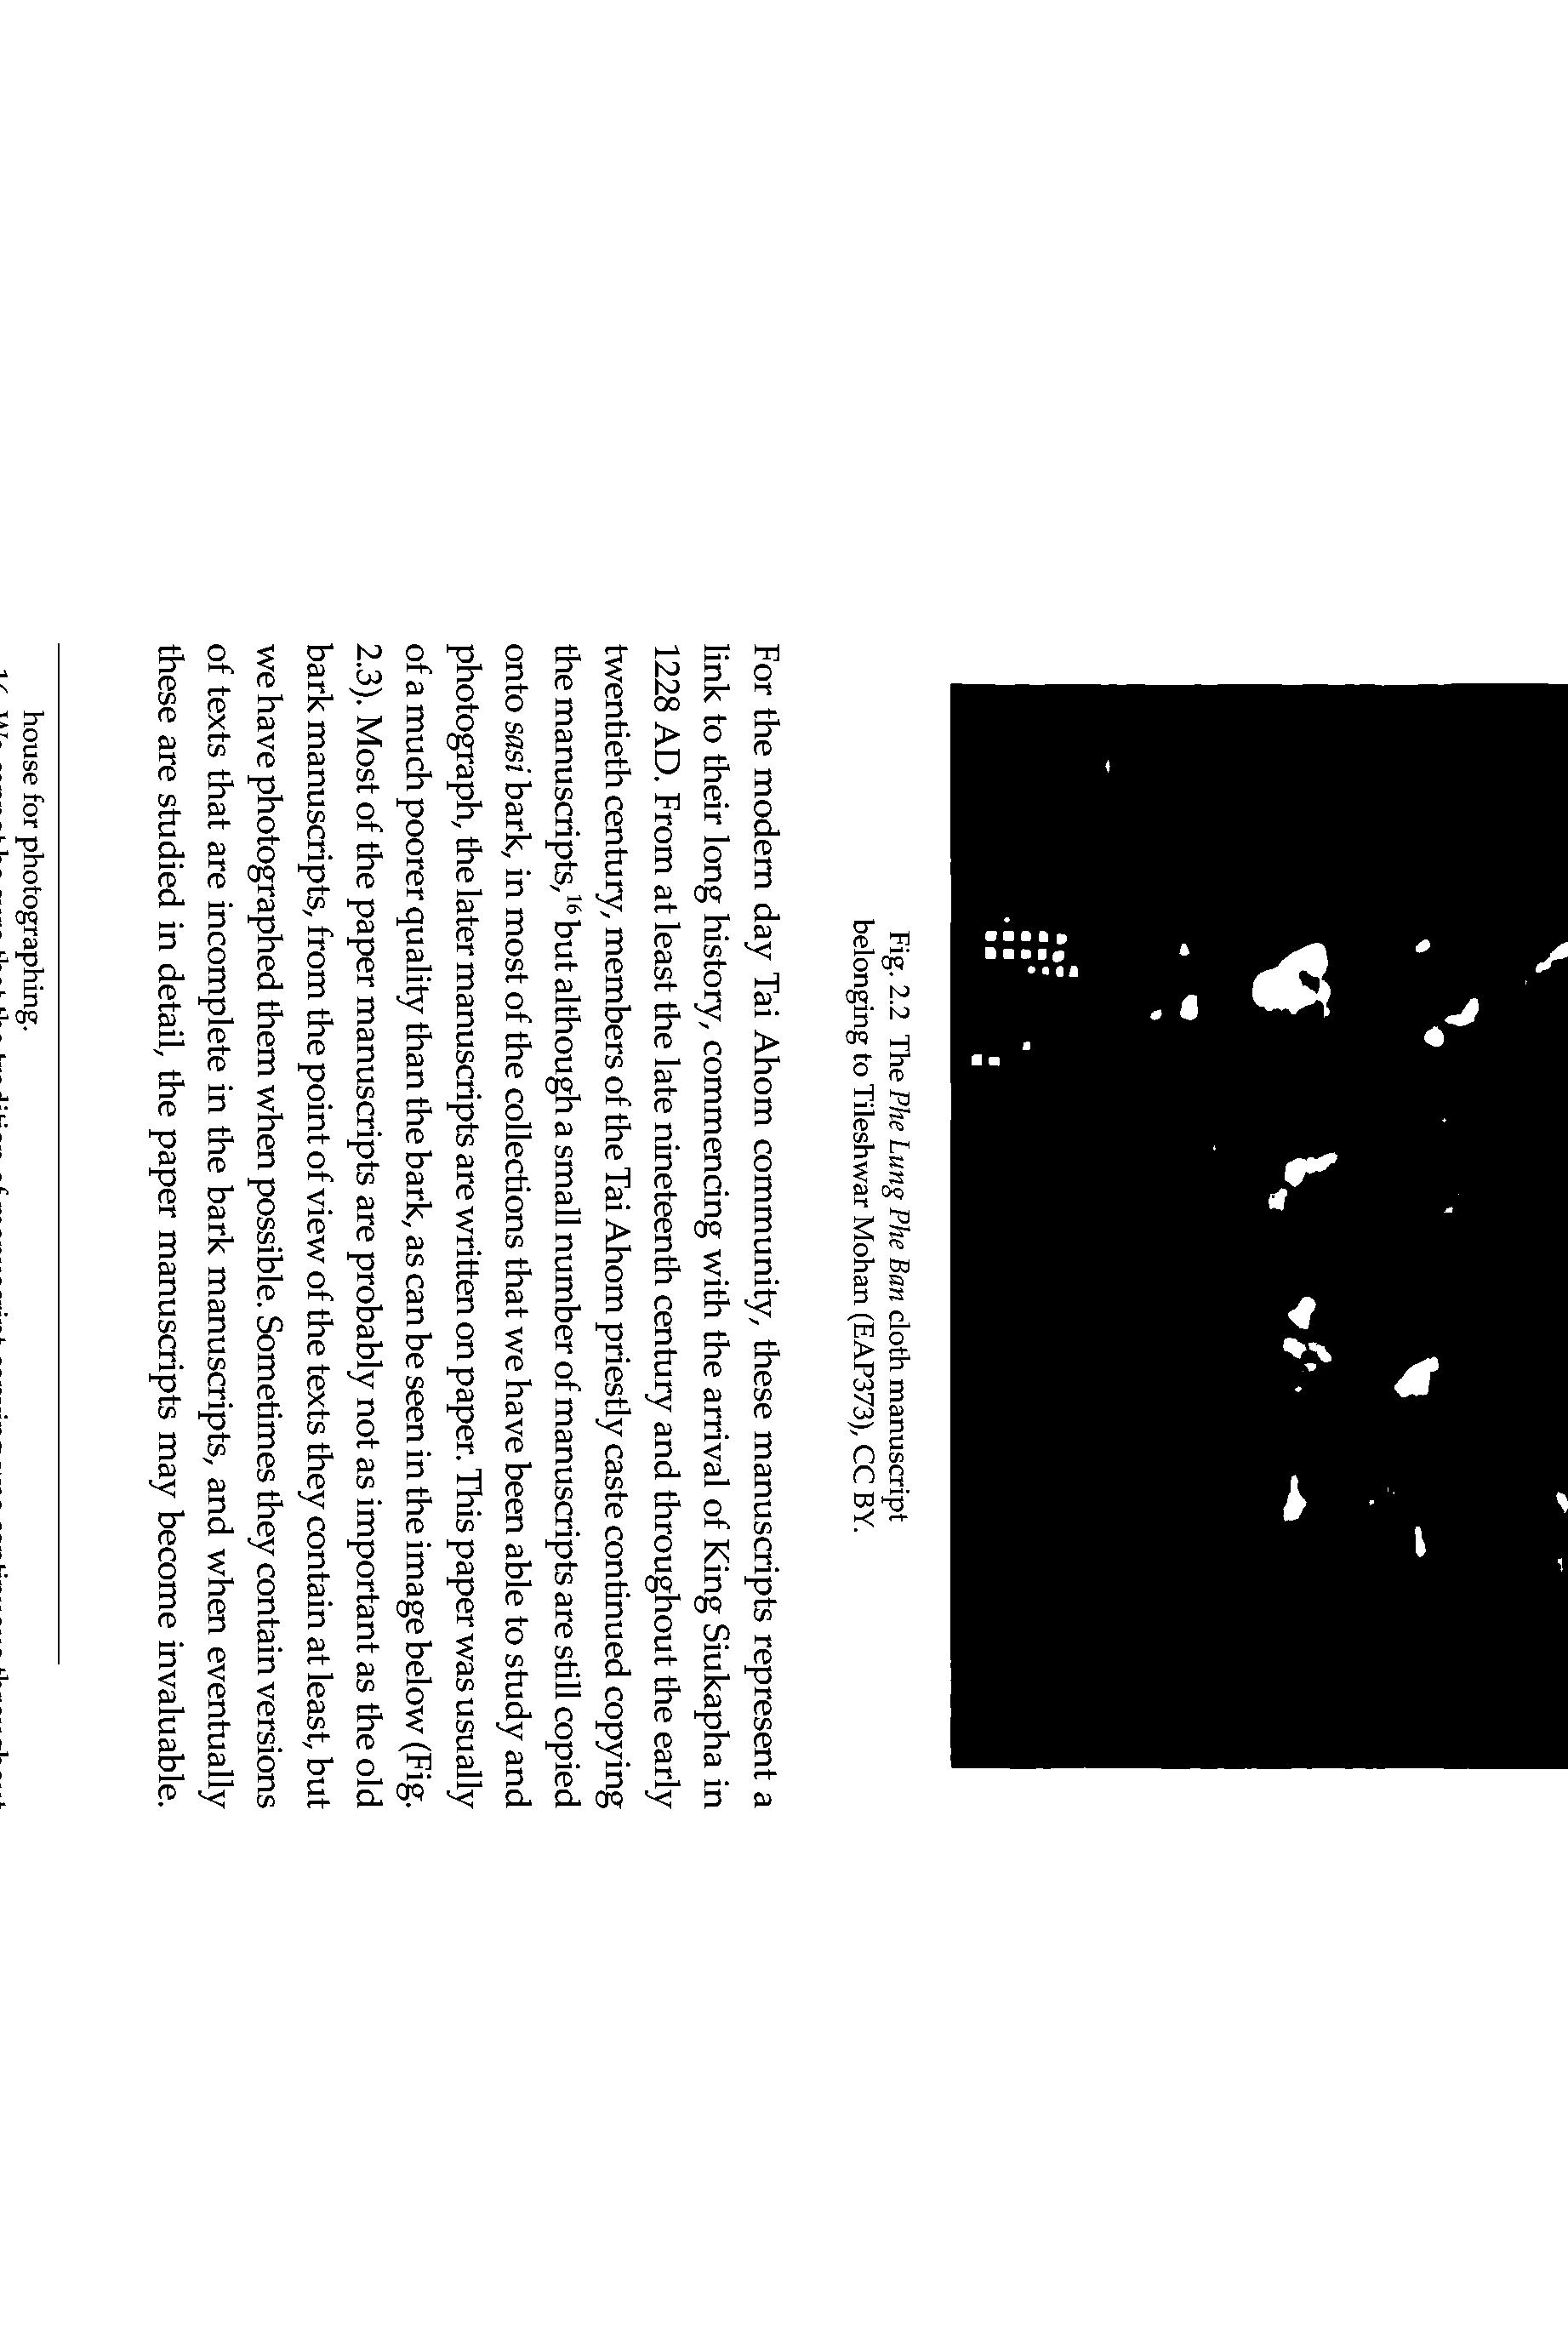 Fig. 2.2 The Phe Lung Phe Ban cloth manuscript
belonging to Tileshwar Mohan (EAP373), CC BY.
For the modern day Tai Ahom community, these manuscripts represent a
link to their long history, commencing with the arrival of King Siukapha in
1228 AD. From at least the late nineteenth century and throughout the early
twentieth century, members of the Tai Ahom priestly caste continued copying
the manuscripts,16 but although a small number of manuscripts are still copied
onto sasi bark, in most of the collections that we have been able to study and
photograph, the later manuscripts are written on paper. This paper was usually
of a much poorer quality than the bark, as can be seen in the image below (Fig.
2.3). Most of the paper manuscripts are probably not as important as the old
bark manuscripts, from the point of view of the texts they contain at least, but
we have photographed them when possible. Sometimes they contain versions
of texts that are incomplete in the bark manuscripts, and when eventually
these are studied in detail, the paper manuscripts may become invaluable.
house for photographing.